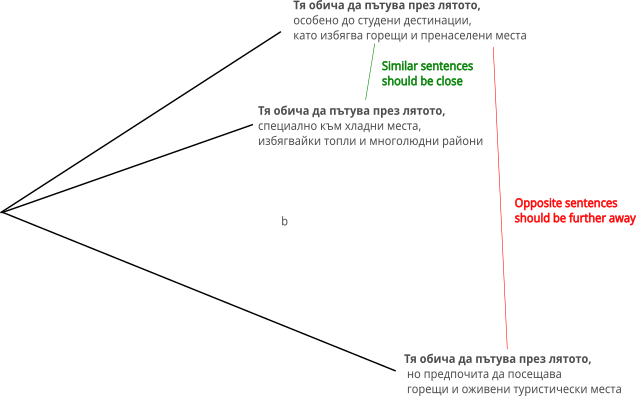 Тя обича да пътува през лятото,
особено до студени дестинации,
като избягва горещи и пренаселени места
Similar sentences
should be close
Тя обича да пътува през лятото,
специално към хладни места,
избягвайки топли и многолюдни райони
Opposite sentences
should be further away
b
Тя обича да пътува през лятото,
но предпочита да посещава
горещи и оживени туристически места